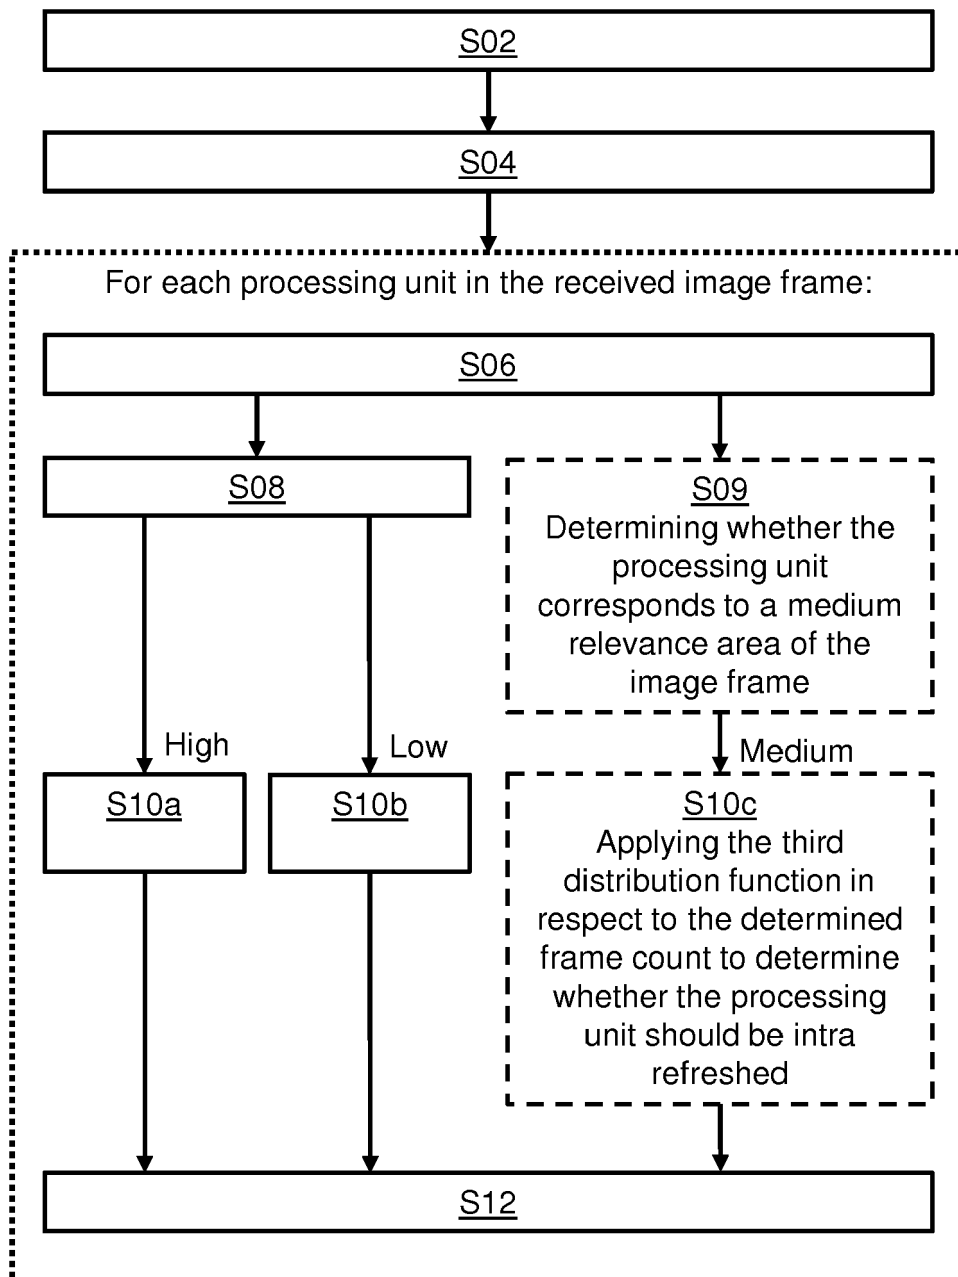 S02
S04
For each processing unit in the received image frame:
S06
S08
S09
Determining whether the
processing unit
corresponds to a medium
relevance area of the
image frame
High
Low
Medium
S10a
S10b
S10c
Applying the third
distribution function in
respect to the determined
frame count to determine
whether the processing
unit should be intra
refreshed
S12